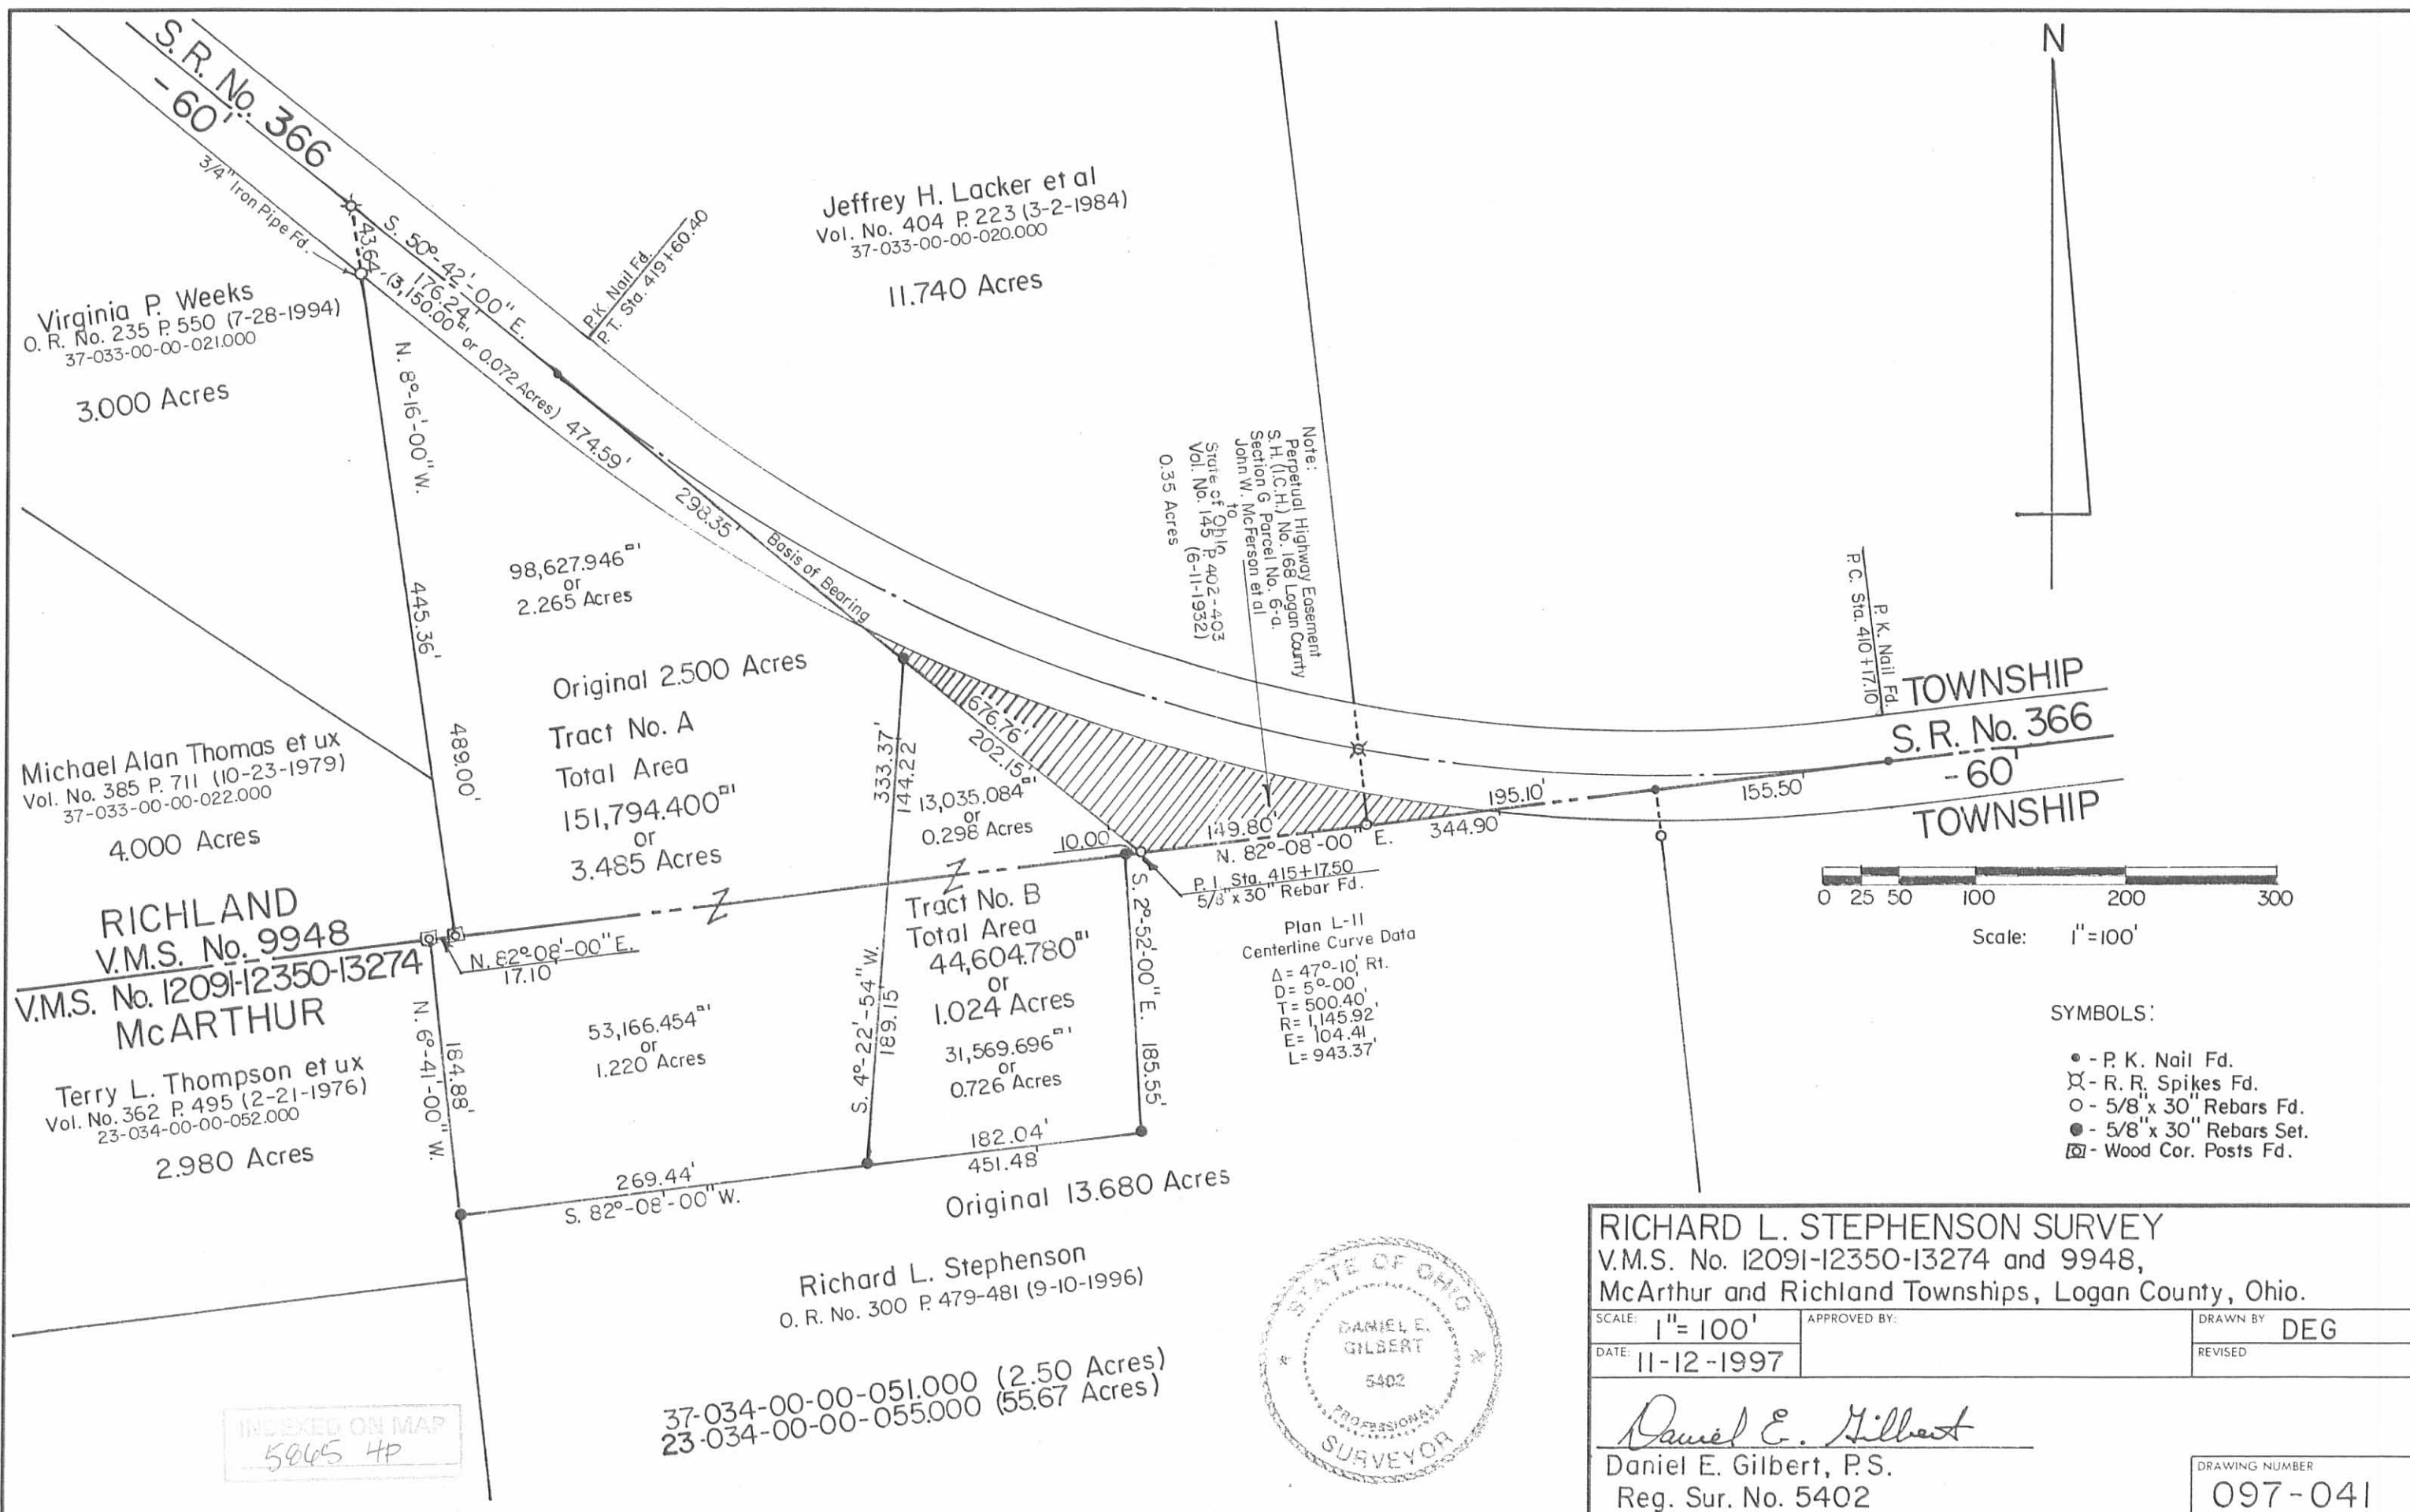 S. R. No. 366
- 60'
3/4" Iron Pipe Fd.
43.64'
S. 50°-42'-00" E.
176.24'
(3,150.00⌑' or 0.072 Acres)
474.59'
P.K. Nail Fd.
P.T. Sta. 419+60.40
Jeffrey H. Lacker et al
Vol. No. 404 P. 223 (3-2-1984)
37-033-00-00-020.000
11.740 Acres
N
Virginia P. Weeks
O. R. No. 235 P. 550 (7-28-1994)
37-033-00-00-021.000
3.000 Acres
N. 8°-16'-00" W.
445.36'
489.00'
298.35'
Basis of Bearing
98,627.946⌑'
or
2.265 Acres
Original 2.500 Acres
Tract No. A
Total Area
151,794.400⌑'
or
3.485 Acres
Note:
Perpetual Highway Easement
S.H. (I.C.H.) No. 168 Logan County
Section G Parcel No. 6-a.
John W. McFerson et al
to
State of Ohio
Vol. No. 145 P. 402-403
(6-11-1932)
0.35 Acres
P. K. Nail Fd.
P.C. Sta. 410+17.10
TOWNSHIP
S. R. No. 366
- 60'
TOWNSHIP
676.76'
202.15'
333.37'
144.22
13,035.084⌑'
or
0.298 Acres
10.00'
149.80'
N. 82°-08'-00" E.
344.90'
195.10'
155.50'
P. I. Sta. 415+17.50
5/8" x 30" Rebar Fd.
Plan L-11
Centerline Curve Data
Δ = 47°-10' Rt.
D = 5°-00'
T = 500.40'
R = 1,145.92'
E = 104.41
L = 943.37'
Michael Alan Thomas et ux
Vol. No. 385 P. 711 (10-23-1979)
37-033-00-00-022.000
4.000 Acres
RICHLAND
V.M.S. No. 9948
V.M.S. No. 12091-12350-13274
McARTHUR
N. 82°-08'-00" E.
17.10'
Terry L. Thompson et ux
Vol. No. 362 P. 495 (2-21-1976)
23-034-00-00-052.000
2.980 Acres
N. 6°-41'-00" W.
184.88'
53,166.454⌑'
or
1.220 Acres
S. 4°-22'-54" W.
189.15'
Tract No. B
Total Area
44,604.780⌑'
or
1.024 Acres
31,569.696⌑'
or
0.726 Acres
S. 2°-52'-00" E. 185.55'
182.04'
451.48'
269.44'
S. 82°-08'-00" W.
Original 13.680 Acres
Richard L. Stephenson
O. R. No. 300 P. 479-481 (9-10-1996)
37-034-00-00-051.000 (2.50 Acres)
23-034-00-00-055.000 (55.67 Acres)
0 25 50 100 200 300
Scale: 1"=100'
SYMBOLS:
- P. K. Nail Fd.
- R. R. Spikes Fd.
- 5/8" x 30" Rebars Fd.
- 5/8" x 30" Rebars Set.
- Wood Cor. Posts Fd.
INDEXED ON MAP
STATE OF OHIO
DANIEL E.
GILBERT
5402
PROFESSIONAL
SURVEYOR
RICHARD L. STEPHENSON SURVEY
V.M.S. No. 12091-12350-13274 and 9948,
McArthur and Richland Townships, Logan County, Ohio.
SCALE: 1"= 100'
APPROVED BY:
DRAWN BY DEG
DATE: 11-12-1997
REVISED
Daniel E. Gilbert
Daniel E. Gilbert, P.S.
Reg. Sur. No. 5402
DRAWING NUMBER
097-041